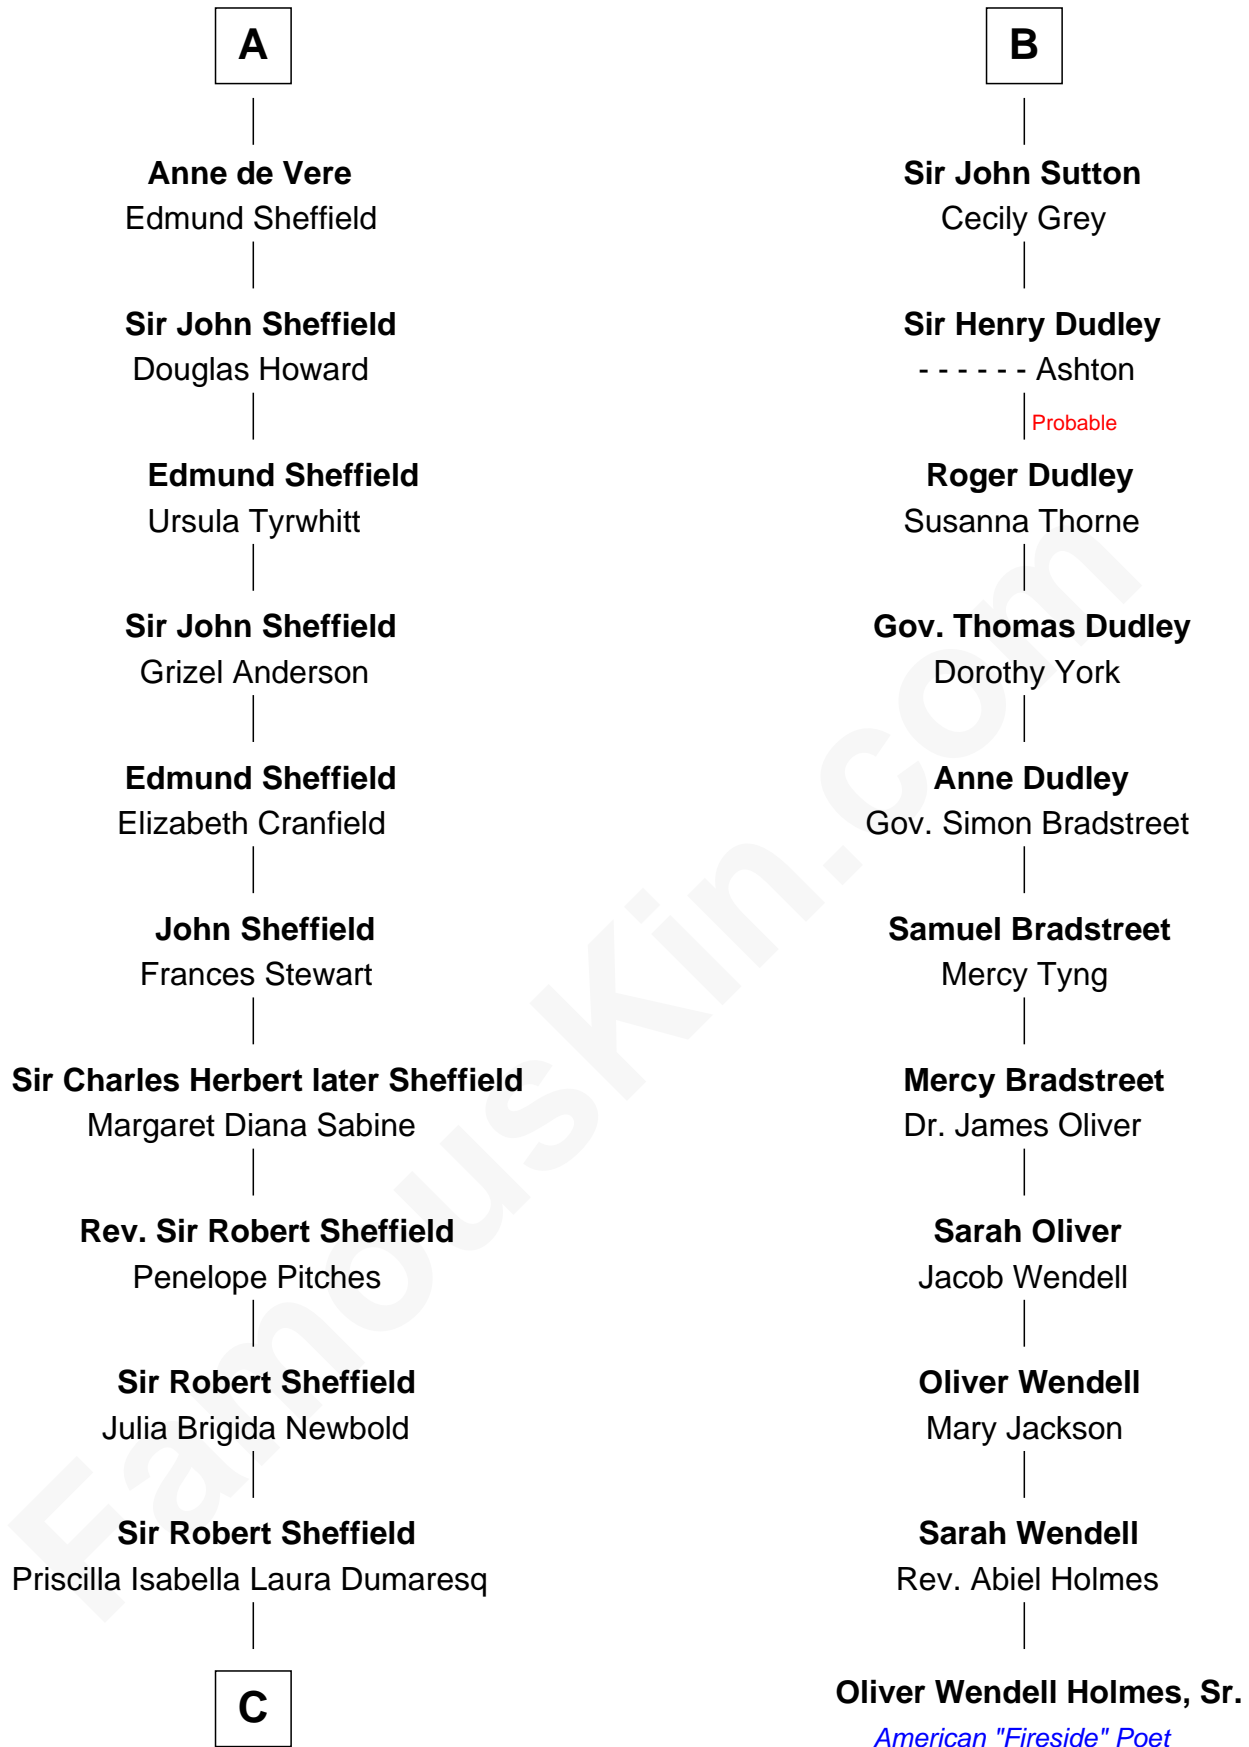 A
Anne de Vere
Edmund Sheffield
Sir John Sheffield
Douglas Howard
Edmund Sheffield
Ursula Tyrwhitt
Sir John Sheffield
Grizel Anderson
Edmund Sheffield
Elizabeth Cranfield
John Sheffield
Frances Stewart
Sir Charles Herbert later Sheffield
Margaret Diana Sabine
Rev. Sir Robert Sheffield
Penelope Pitches
Sir Robert Sheffield
Julia Brigida Newbold
Sir Robert Sheffield
Priscilla Isabella Laura Dumaresq
C
B
Sir John Sutton
Cecily Grey
Sir Henry Dudley
- - - - - - Ashton
Probable
Roger Dudley
Susanna Thorne
Gov. Thomas Dudley
Dorothy York
Anne Dudley
Gov. Simon Bradstreet
Samuel Bradstreet
Mercy Tyng
Mercy Bradstreet
Dr. James Oliver
Sarah Oliver
Jacob Wendell
Oliver Wendell
Mary Jackson
Sarah Wendell
Rev. Abiel Holmes
Oliver Wendell Holmes, Sr.
American "Fireside" Poet
FamousKin.com